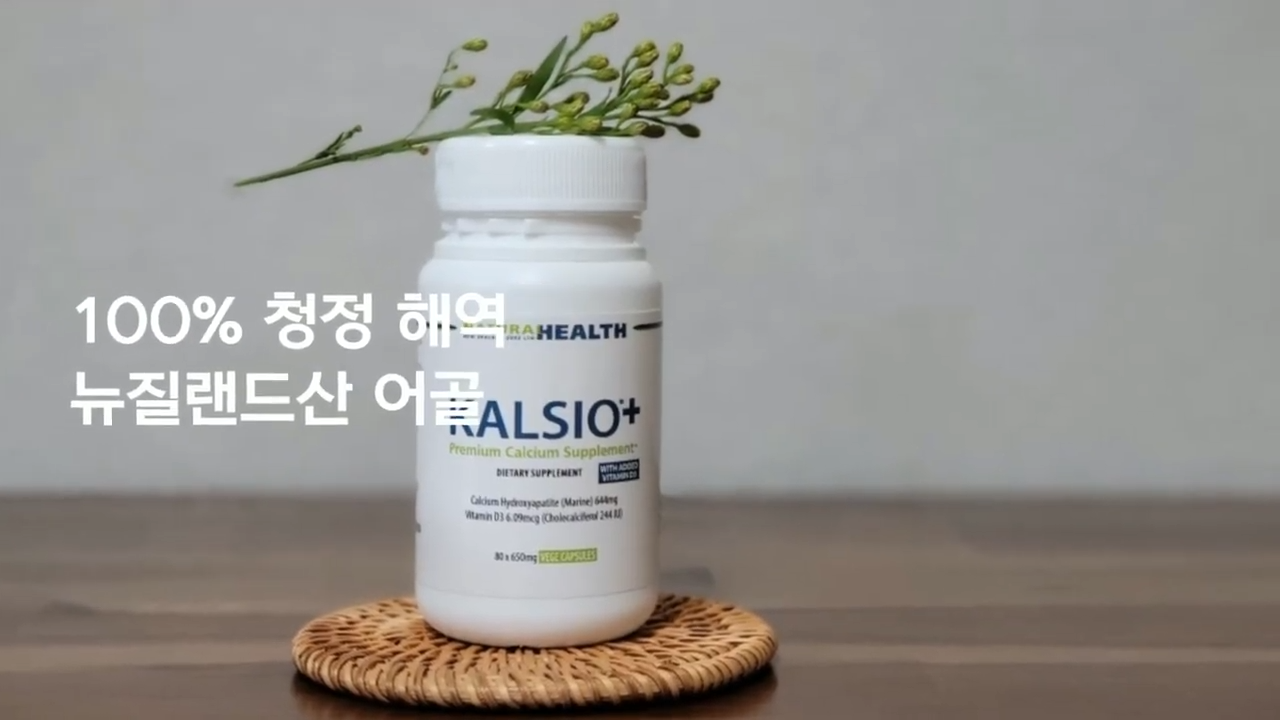 100% 청정 해역
뉴질랜드산 어골
NATURAL HEALTH
KALSIO+
Premium Calcium Supplement
DIETARY SUPPLEMENT
WITH ADDED
VITAMIN D3
Calcium Hydroxyapatite (Marine) 644mg
Vitamin D3 6.09mcg (Cholecalciferol 244 IU)
80 x 650mg VEGE CAPSULES